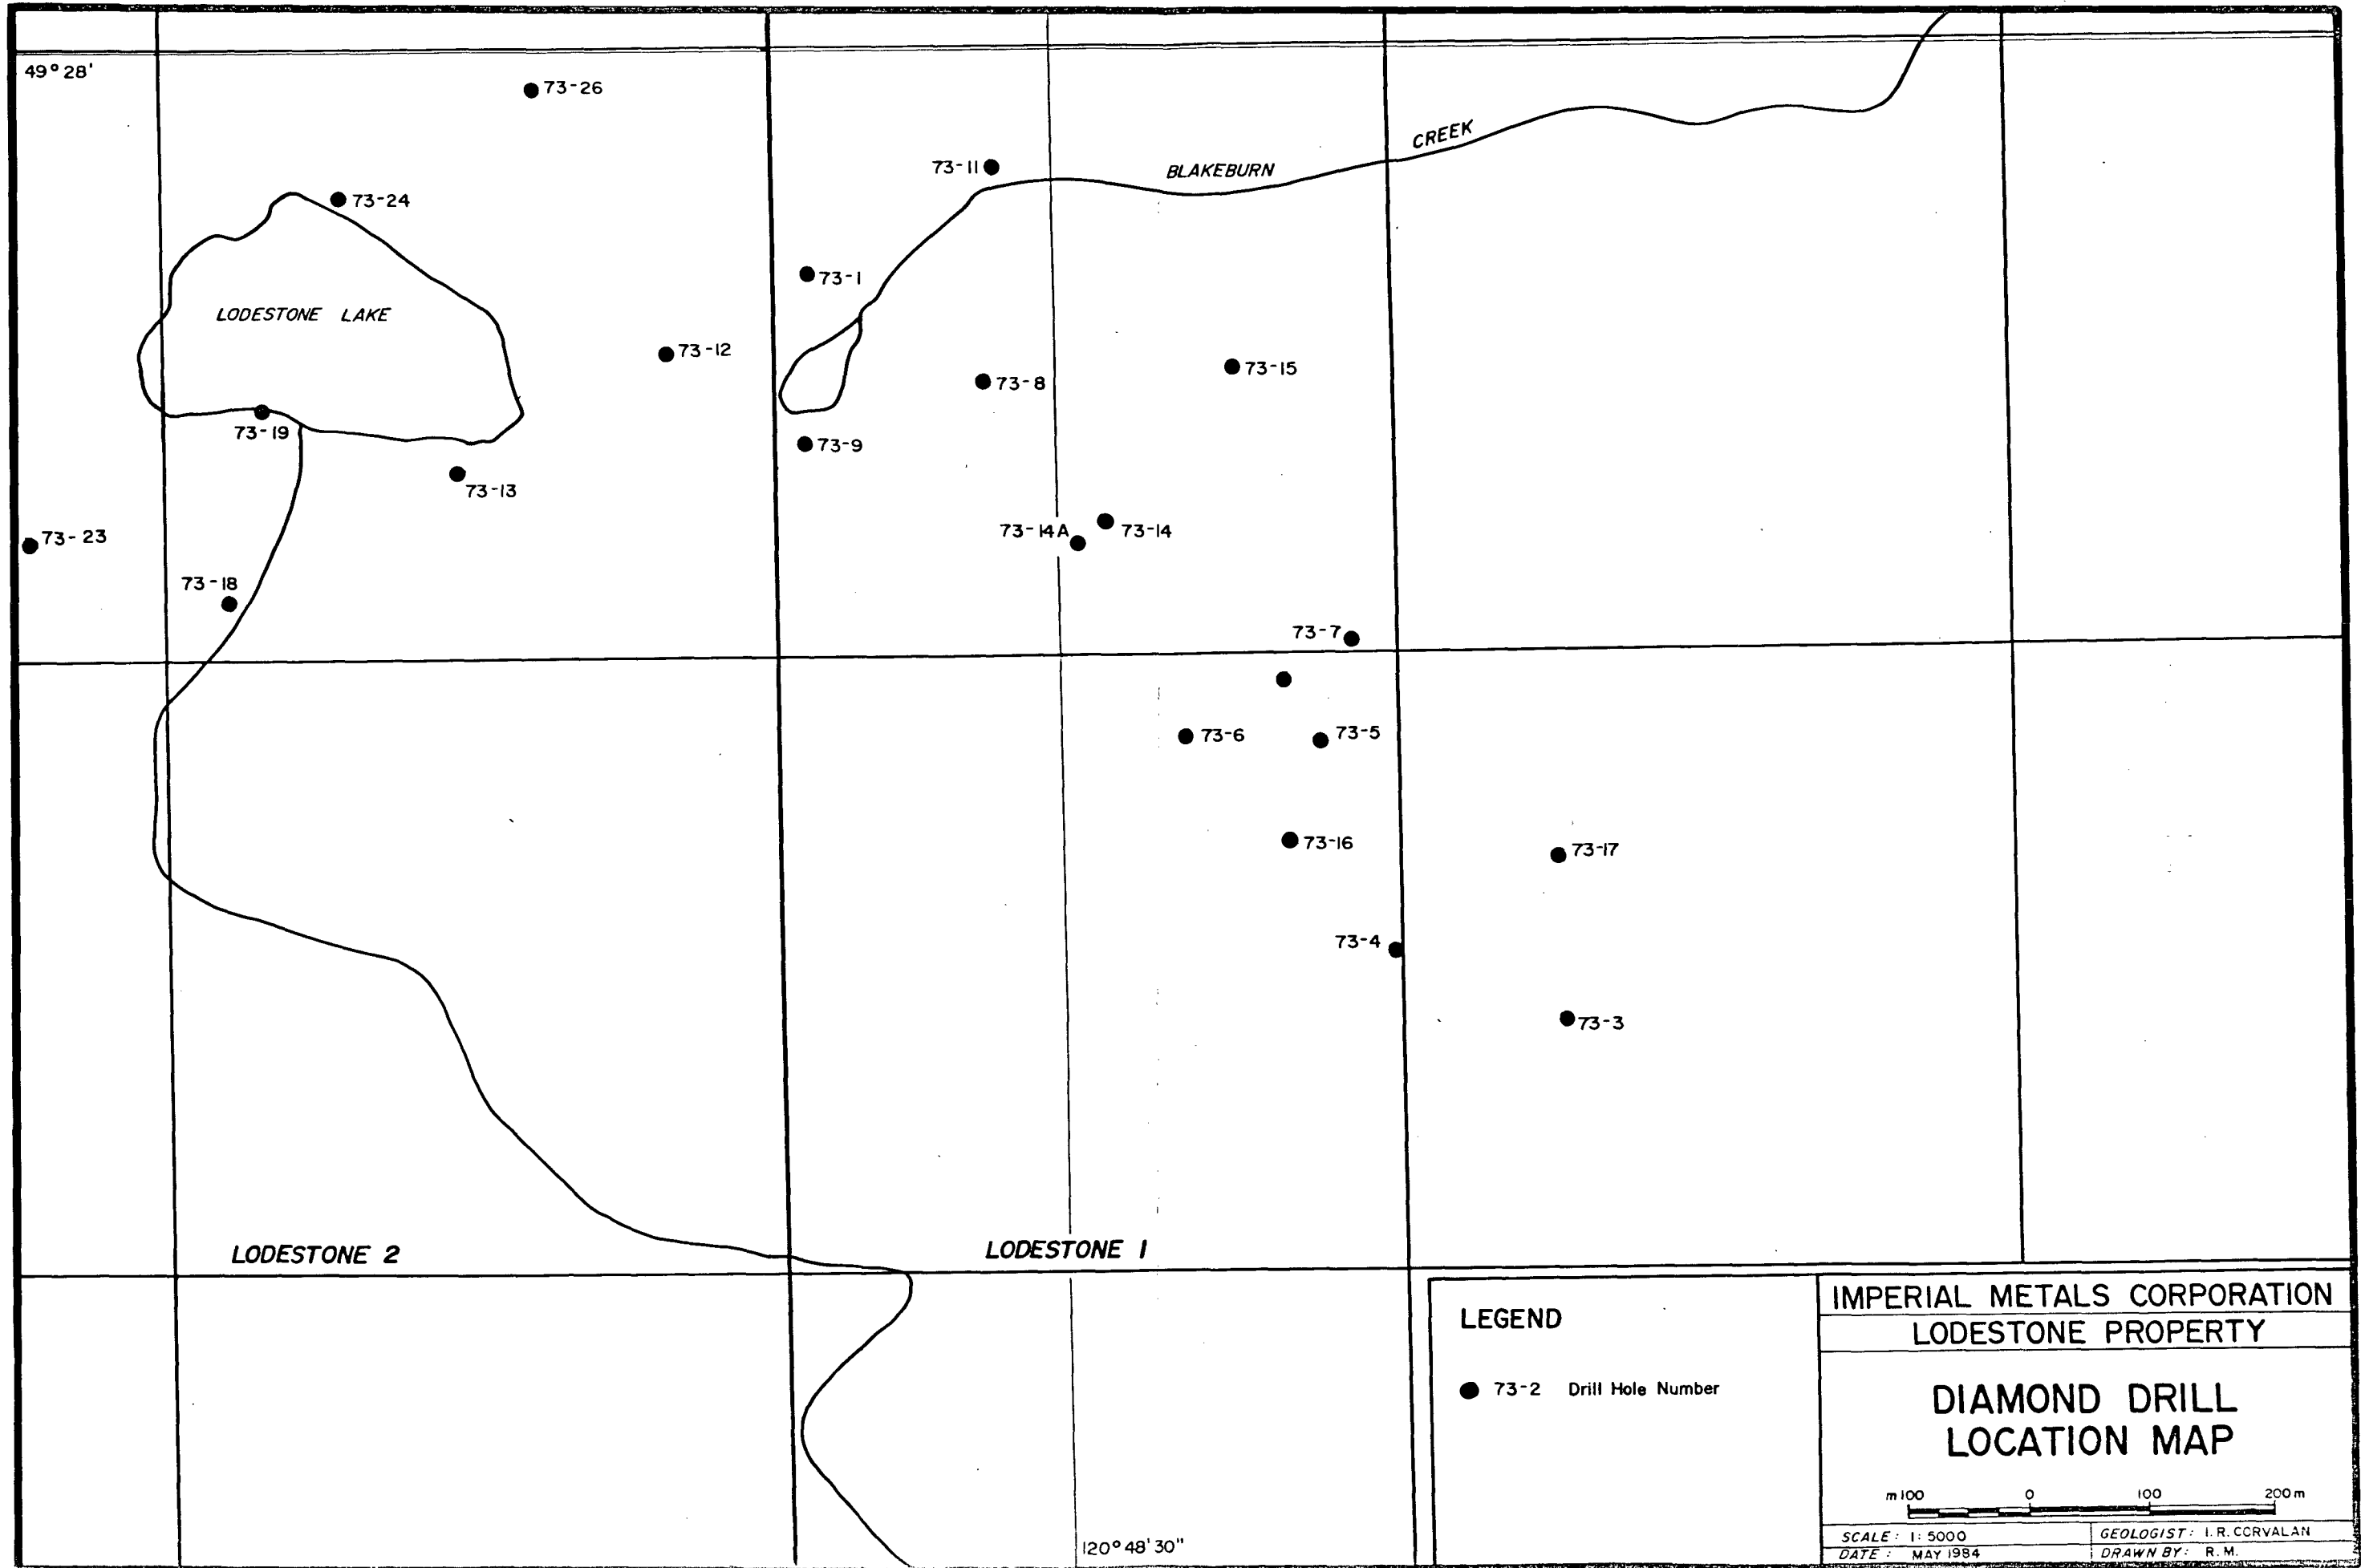 49° 28'
73-26
73-11
BLAKEBURN CREEK
73-24
73-1
LODESTONE LAKE
73-12
73-15
73-8
73-19
73-9
73-13
73-14A
73-14
73-23
73-18
73-7
73-6
73-5
73-16
73-17
73-4
73-3
LODESTONE 2
LODESTONE 1
LEGEND
73-2 Drill Hole Number
IMPERIAL METALS CORPORATION
LODESTONE PROPERTY
DIAMOND DRILL
LOCATION MAP
m 100 0 100 200 m
SCALE: 1: 5000
GEOLOGIST: I. R. CORVALAN
DATE: MAY 1984
DRAWN BY: R. M.
120° 48' 30"